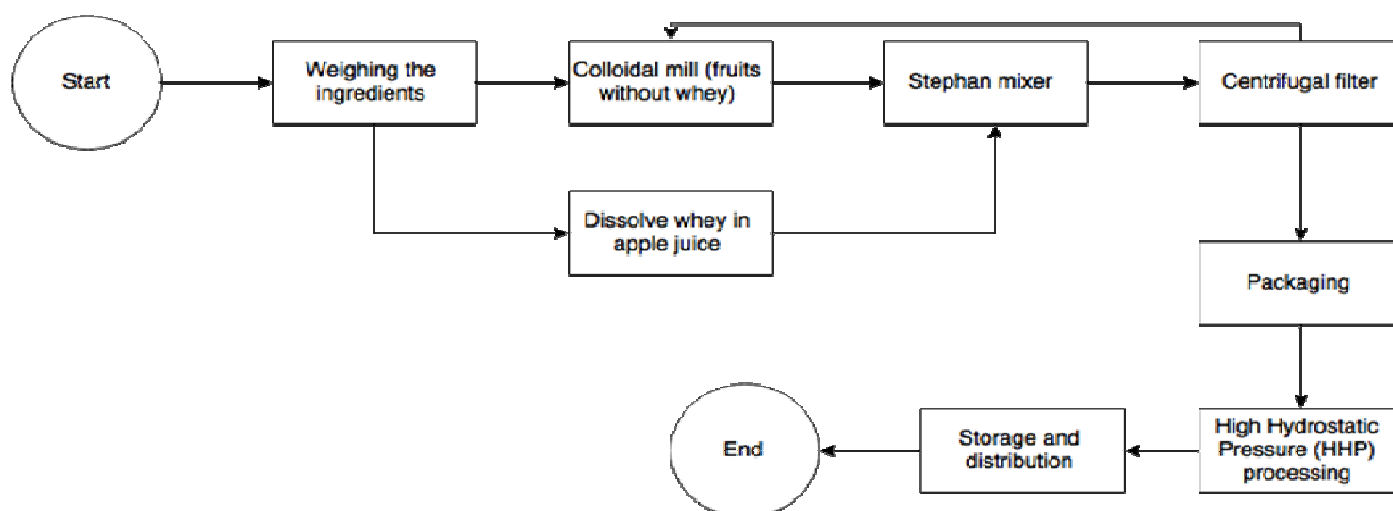 Start
Weighing the
ingredients
Colloidal mill (fruits
without whey)
Stephan mixer
Centrifugal filter
Dissolve whey in
apple juice
Packaging
High Hydrostatic
Pressure (HHP)
processing
Storage and
distribution
End